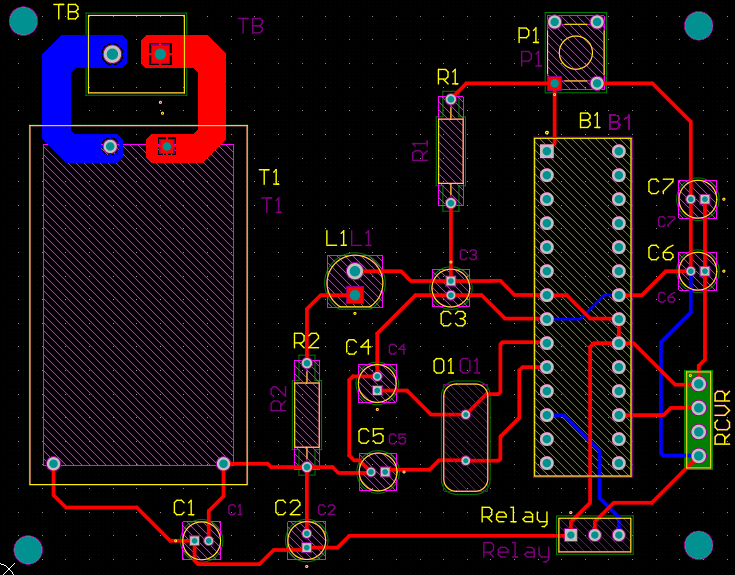 TB
TB
P1
P1
R1
R1
B1 B1
T1
T1
C7
C7
L1 L1
C3
C3
C6
C6
R2
R2
C4 C4
O1 O1
RCVR
C5 C5
C1 C1
C2 C2
Relay
Relay